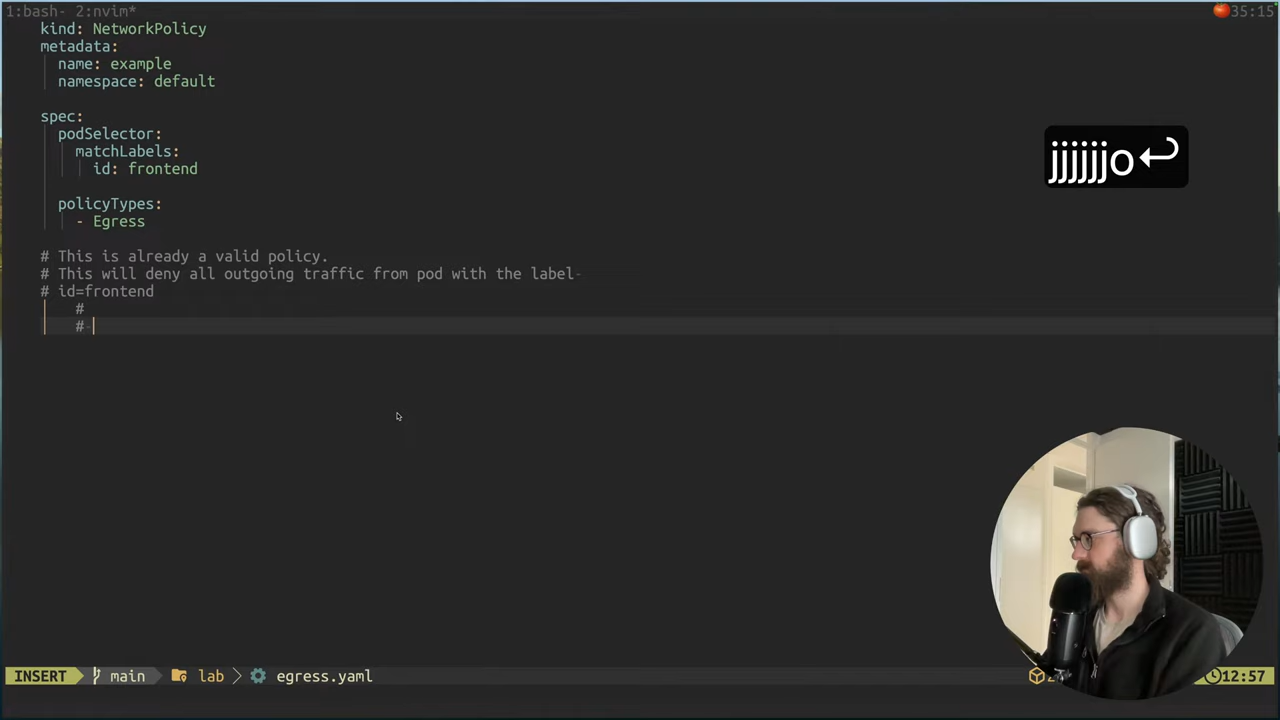 1:bash- 2:nvim*
35:15
kind: NetworkPolicy
metadata:
name: example
namespace: default
spec:
podSelector:
matchLabels:
id: frontend
policyTypes:
- Egress
# This is already a valid policy.
# This will deny all outgoing traffic from pod with the label-
# id=frontend
#
#-
jjjjjjo↵
INSERT main lab egress.yaml
12:57